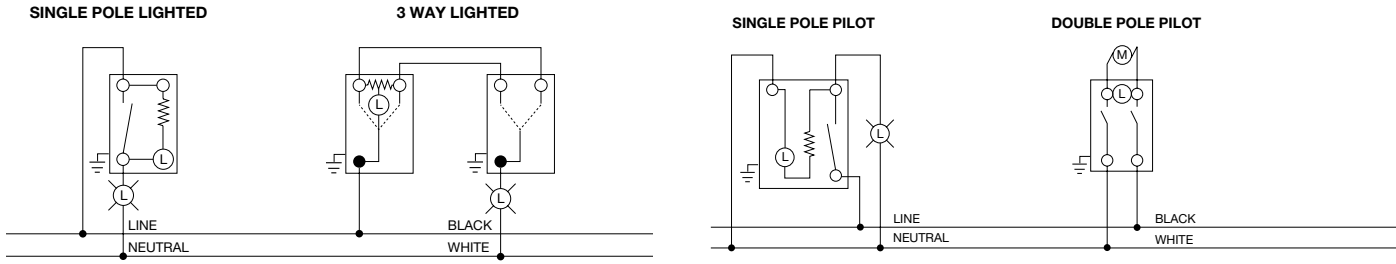 SINGLE POLE LIGHTED
3 WAY LIGHTED
SINGLE POLE PILOT
DOUBLE POLE PILOT
M
L
L
L
L
L
L
L
LINE
BLACK
NEUTRAL
WHITE
LINE
BLACK
NEUTRAL
WHITE